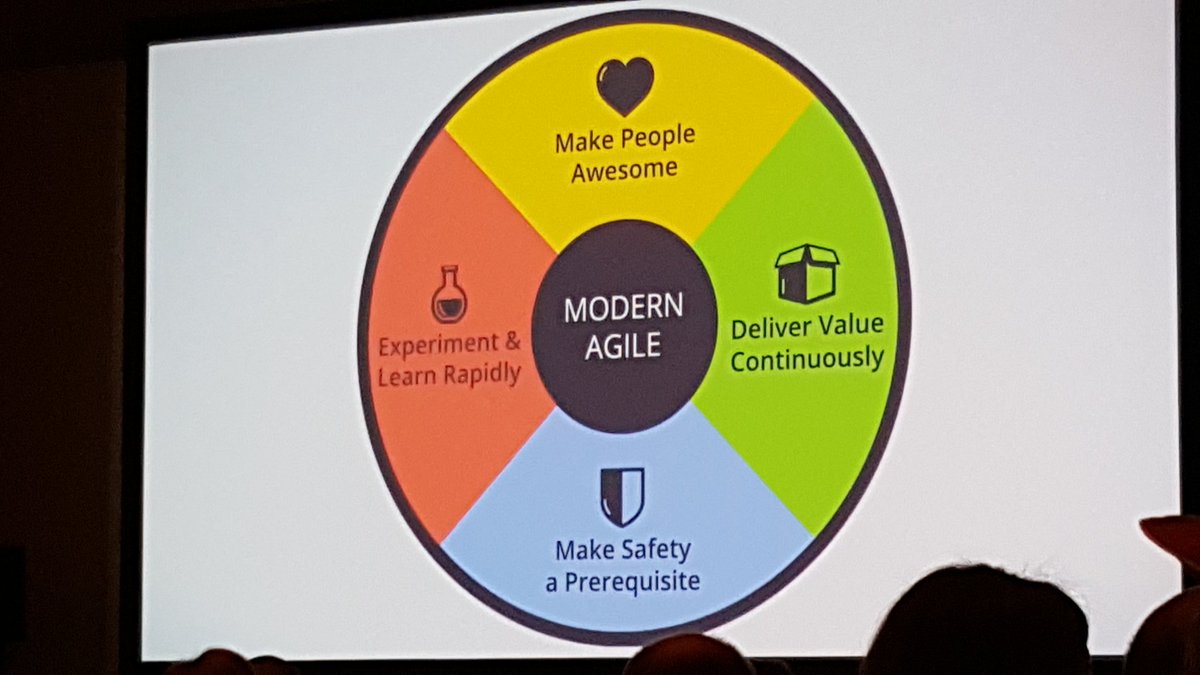 Make People
Awesome
Experiment &
Learn Rapidly
MODERN
AGILE
Deliver Value
Continuously
Make Safety
a Prerequisite